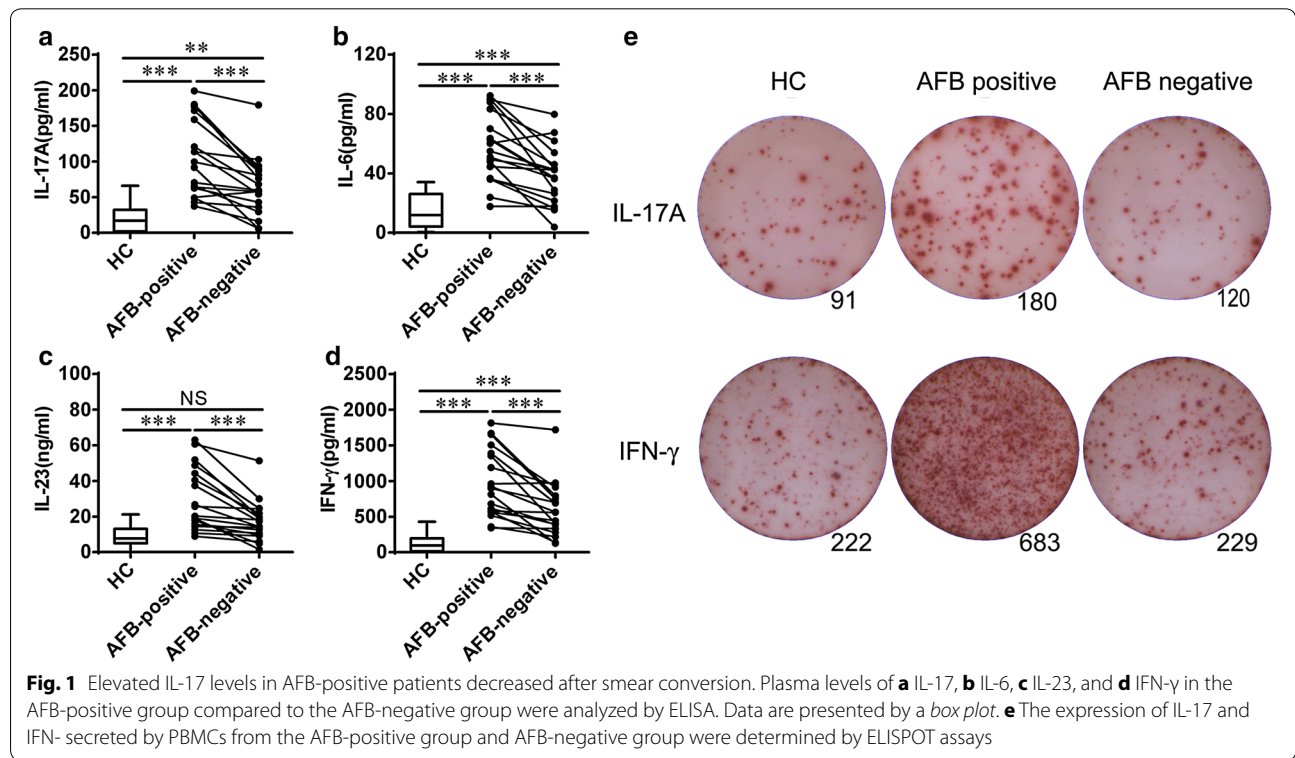 a
**
***
***
IL-17A(pg/ml)
250
200
150
100
50
0
HC
AFB-positive
AFB-negative
b
***
***
***
IL-6(pg/ml)
120
80
40
0
HC
AFB-positive
AFB-negative
c
NS
***
***
IL-23(ng/ml)
100
80
60
40
20
0
HC
AFB-positive
AFB-negative
d
***
***
***
IFN-γ(pg/ml)
2500
2000
1500
1000
500
0
HC
AFB-positive
AFB-negative
e
HC AFB positive AFB negative
IL-17A
91 180 120
IFN-γ
222 683 229
Fig. 1 Elevated IL-17 levels in AFB-positive patients decreased after smear conversion. Plasma levels of a IL-17, b IL-6, c IL-23, and d IFN-γ in the
AFB-positive group compared to the AFB-negative group were analyzed by ELISA. Data are presented by a box plot. e The expression of IL-17 and
IFN- secreted by PBMCs from the AFB-positive group and AFB-negative group were determined by ELISPOT assays